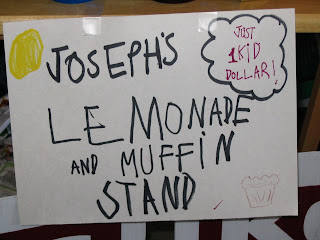 JOSEPH'S
JUST
1 KID
DOLLAR!
LEMONADE
AND MUFFIN
STAND